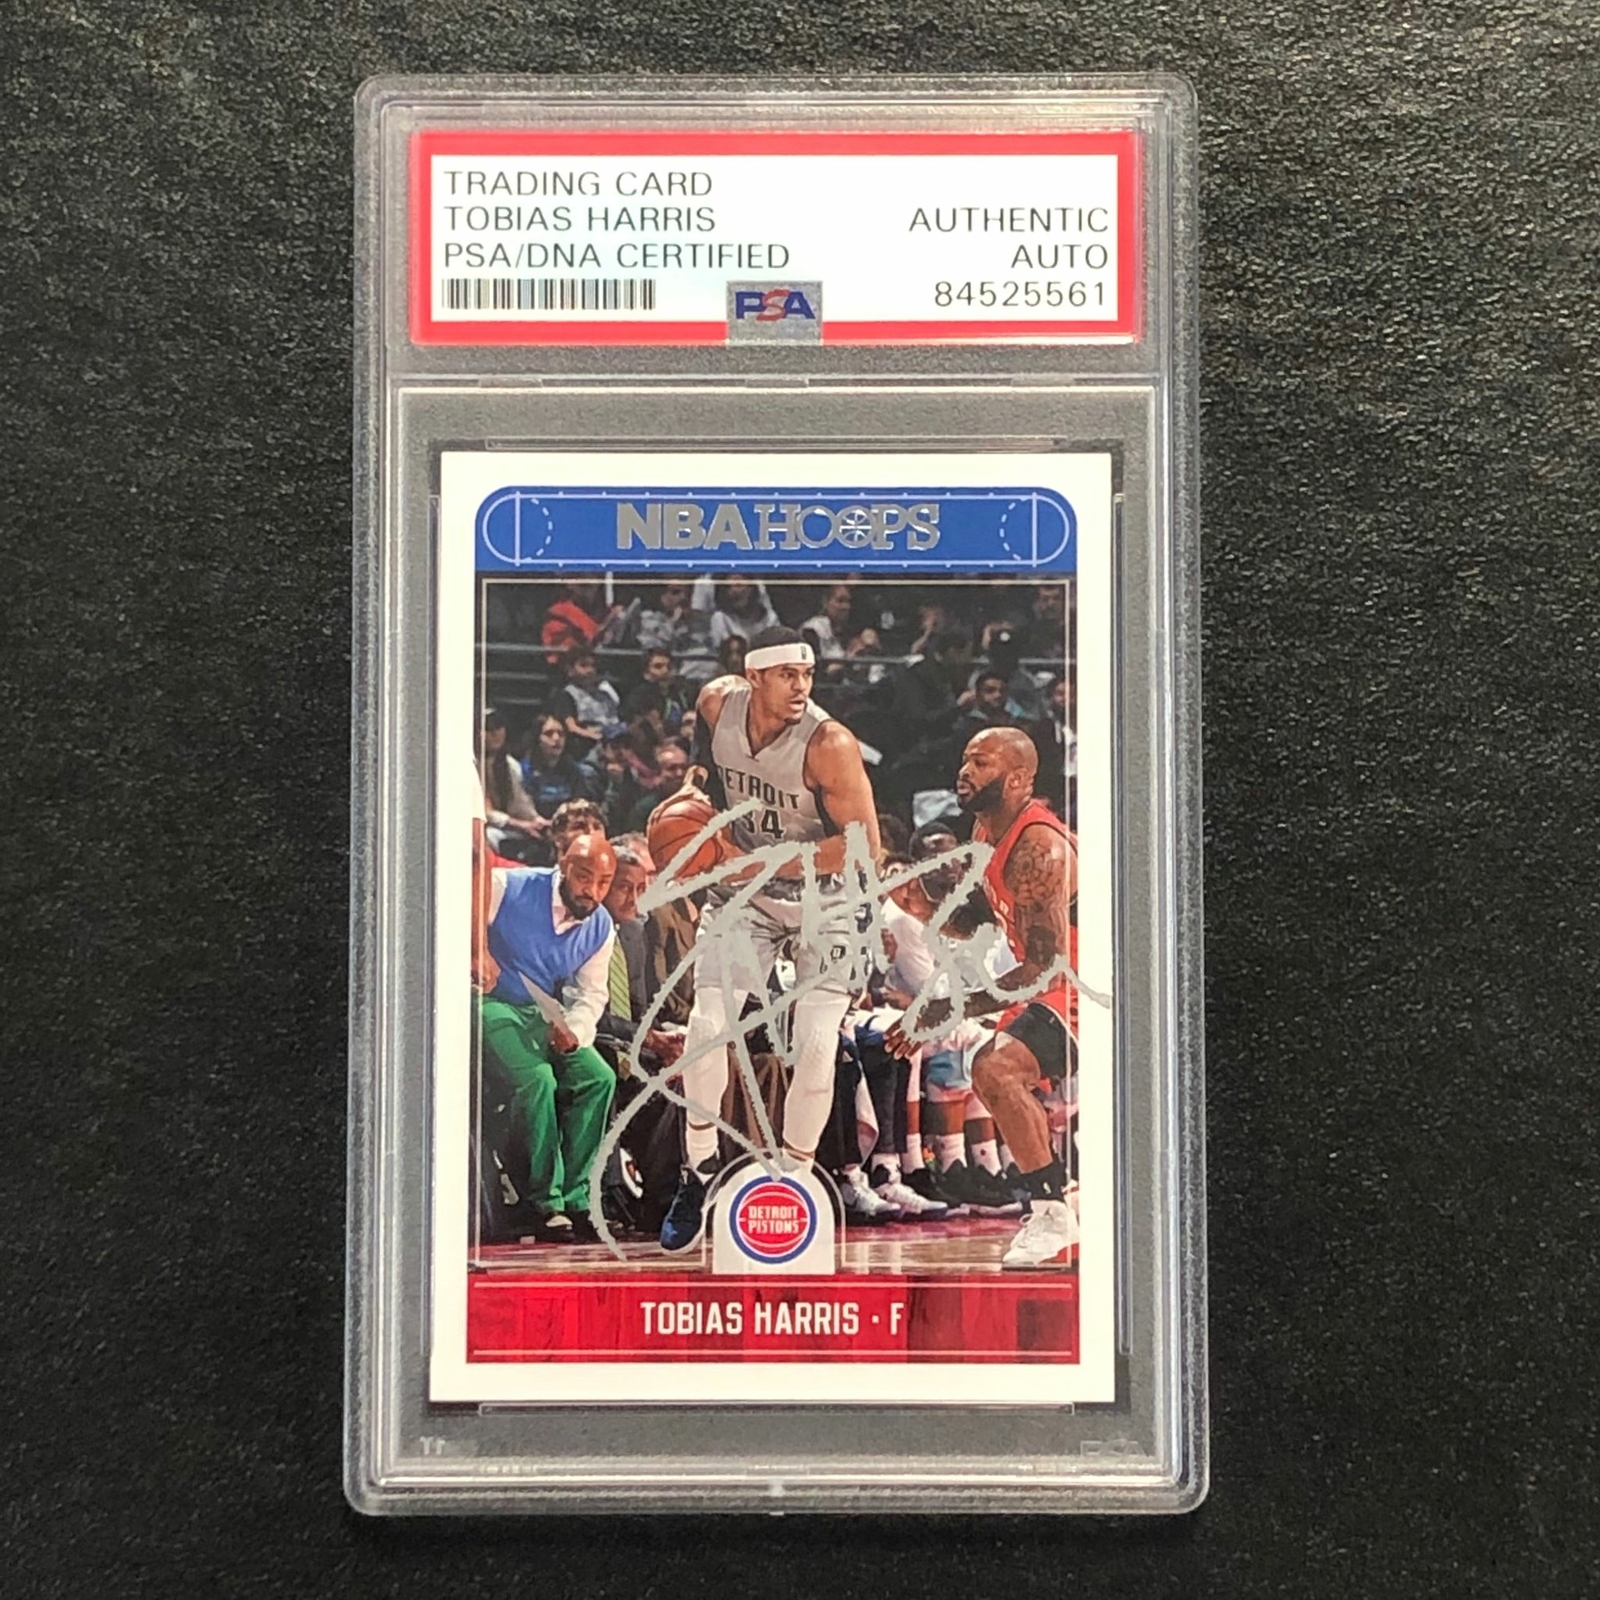 TRADING CARD
TOBIAS HARRIS
PSA/DNA CERTIFIED
AUTHENTIC
AUTO
84525561
PSA
NBA HOOPS
DETROIT
34
DETROIT
PISTONS
TOBIAS HARRIS · F
PSA